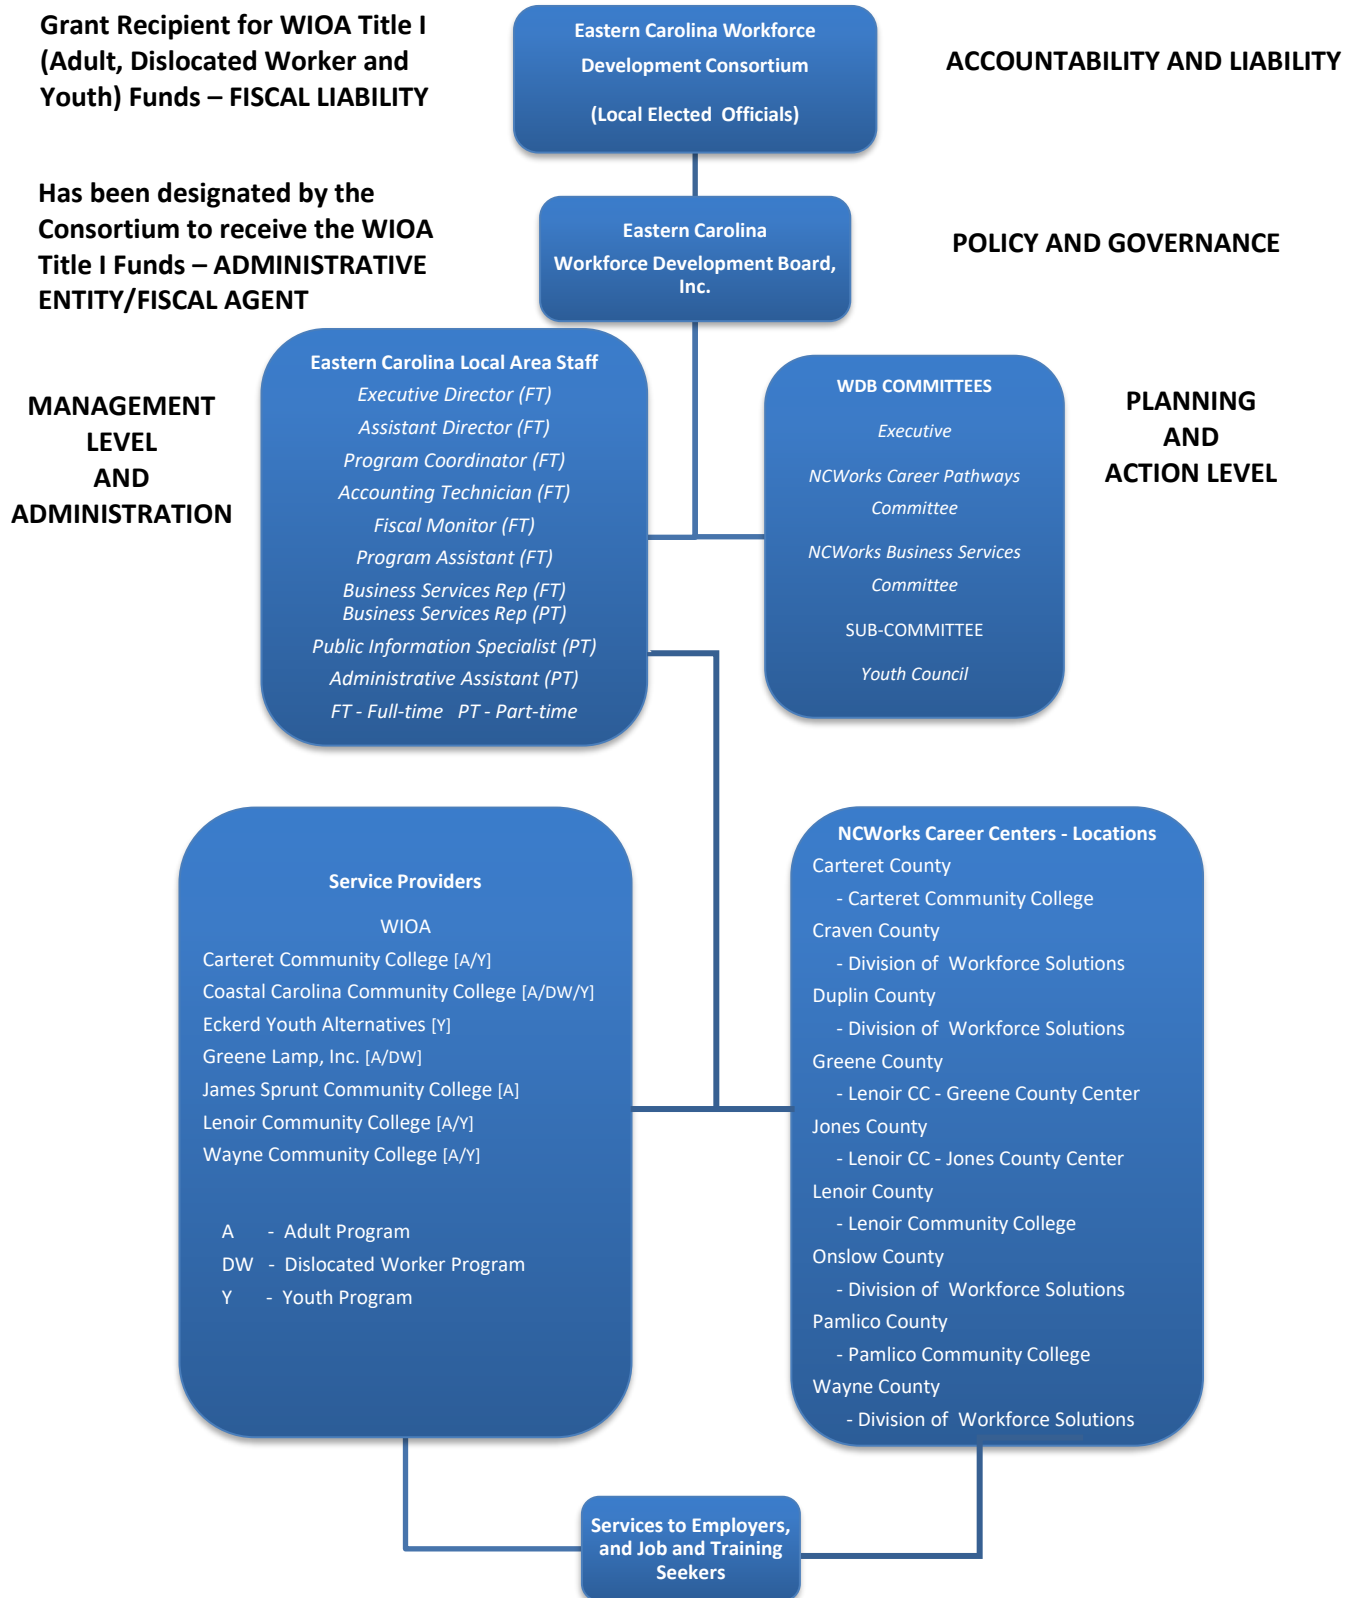 Grant Recipient for WIOA Title I
(Adult, Dislocated Worker and
Youth) Funds – FISCAL LIABILITY
Eastern Carolina Workforce
Development Consortium
(Local Elected Officials)
ACCOUNTABILITY AND LIABILITY
Has been designated by the
Consortium to receive the WIOA
Title I Funds – ADMINISTRATIVE
ENTITY/FISCAL AGENT
Eastern Carolina
Workforce Development Board,
Inc.
POLICY AND GOVERNANCE
MANAGEMENT
LEVEL
AND
ADMINISTRATION
Eastern Carolina Local Area Staff
Executive Director (FT)
Assistant Director (FT)
Program Coordinator (FT)
Accounting Technician (FT)
Fiscal Monitor (FT)
Program Assistant (FT)
Business Services Rep (FT)
Business Services Rep (PT)
Public Information Specialist (PT)
Administrative Assistant (PT)
FT - Full-time PT - Part-time
WDB COMMITTEES
Executive
NCWorks Career Pathways
Committee
NCWorks Business Services
Committee
SUB-COMMITTEE
Youth Council
PLANNING
AND
ACTION LEVEL
Service Providers
WIOA
Carteret Community College [A/Y]
Coastal Carolina Community College [A/DW/Y]
Eckerd Youth Alternatives [Y]
Greene Lamp, Inc. [A/DW]
James Sprunt Community College [A]
Lenoir Community College [A/Y]
Wayne Community College [A/Y]
A - Adult Program
DW - Dislocated Worker Program
Y - Youth Program
NCWorks Career Centers - Locations
Carteret County
- Carteret Community College
Craven County
- Division of Workforce Solutions
Duplin County
- Division of Workforce Solutions
Greene County
- Lenoir CC - Greene County Center
Jones County
- Lenoir CC - Jones County Center
Lenoir County
- Lenoir Community College
Onslow County
- Division of Workforce Solutions
Pamlico County
- Pamlico Community College
Wayne County
- Division of Workforce Solutions
Services to Employers,
and Job and Training
Seekers